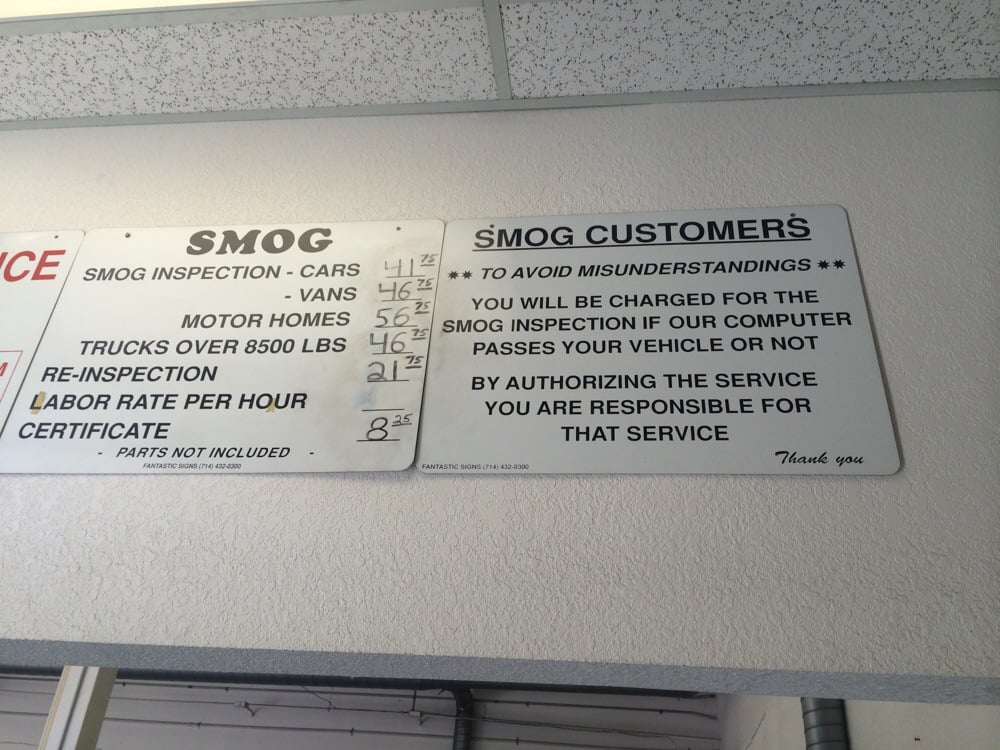 ICE
SMOG
SMOG INSPECTION - CARS 41 75
- VANS 46 75
MOTOR HOMES 56 75
TRUCKS OVER 8500 LBS 46 75
RE-INSPECTION 21 75
LABOR RATE PER HOUR
CERTIFICATE 8 25
- PARTS NOT INCLUDED -
FANTASTIC SIGNS (714) 432-0300
SMOG CUSTOMERS
** TO AVOID MISUNDERSTANDINGS **
YOU WILL BE CHARGED FOR THE
SMOG INSPECTION IF OUR COMPUTER
PASSES YOUR VEHICLE OR NOT
BY AUTHORIZING THE SERVICE
YOU ARE RESPONSIBLE FOR
THAT SERVICE
Thank you
FANTASTIC SIGNS (714) 432-0300